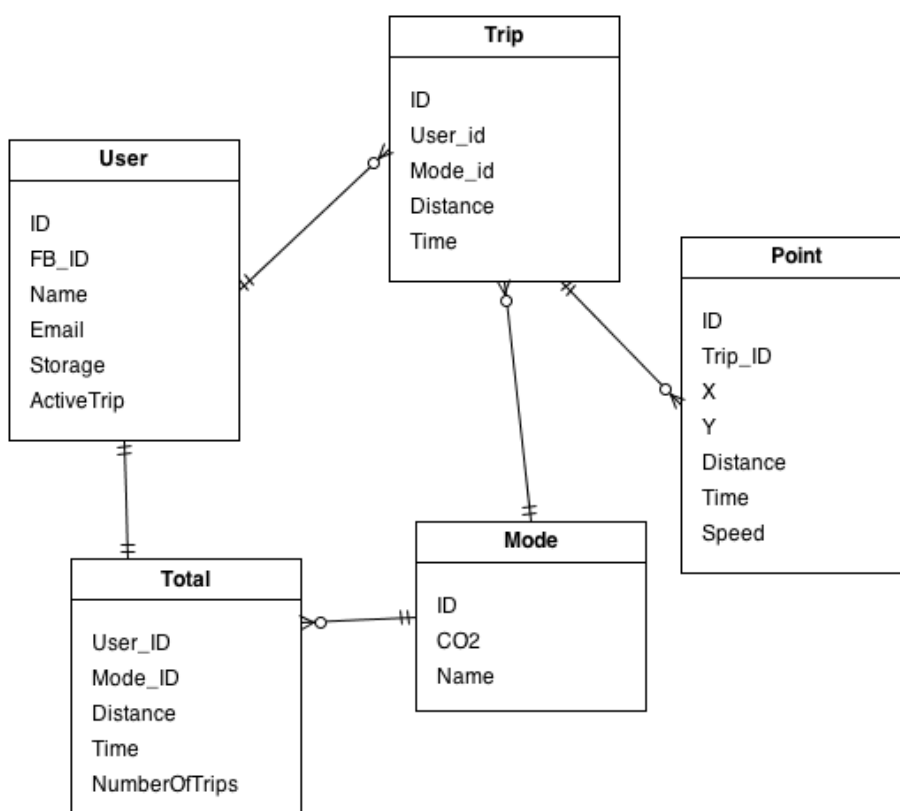 Trip
ID
User_id
Mode_id
Distance
Time
User
ID
FB_ID
Name
Email
Storage
ActiveTrip
Point
ID
Trip_ID
X
Y
Distance
Time
Speed
Mode
ID
CO2
Name
Total
User_ID
Mode_ID
Distance
Time
NumberOfTrips